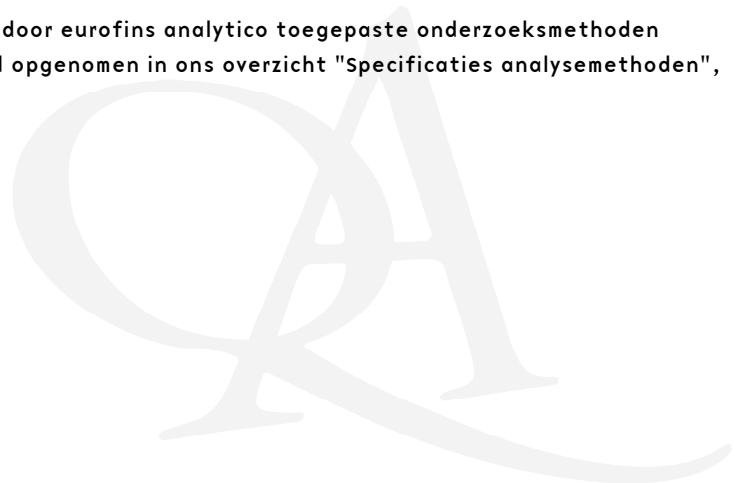 door eurofins analytico toegepaste onderzoeksmethoden
opgenomen in ons overzicht "Specificaties analysemethoden",